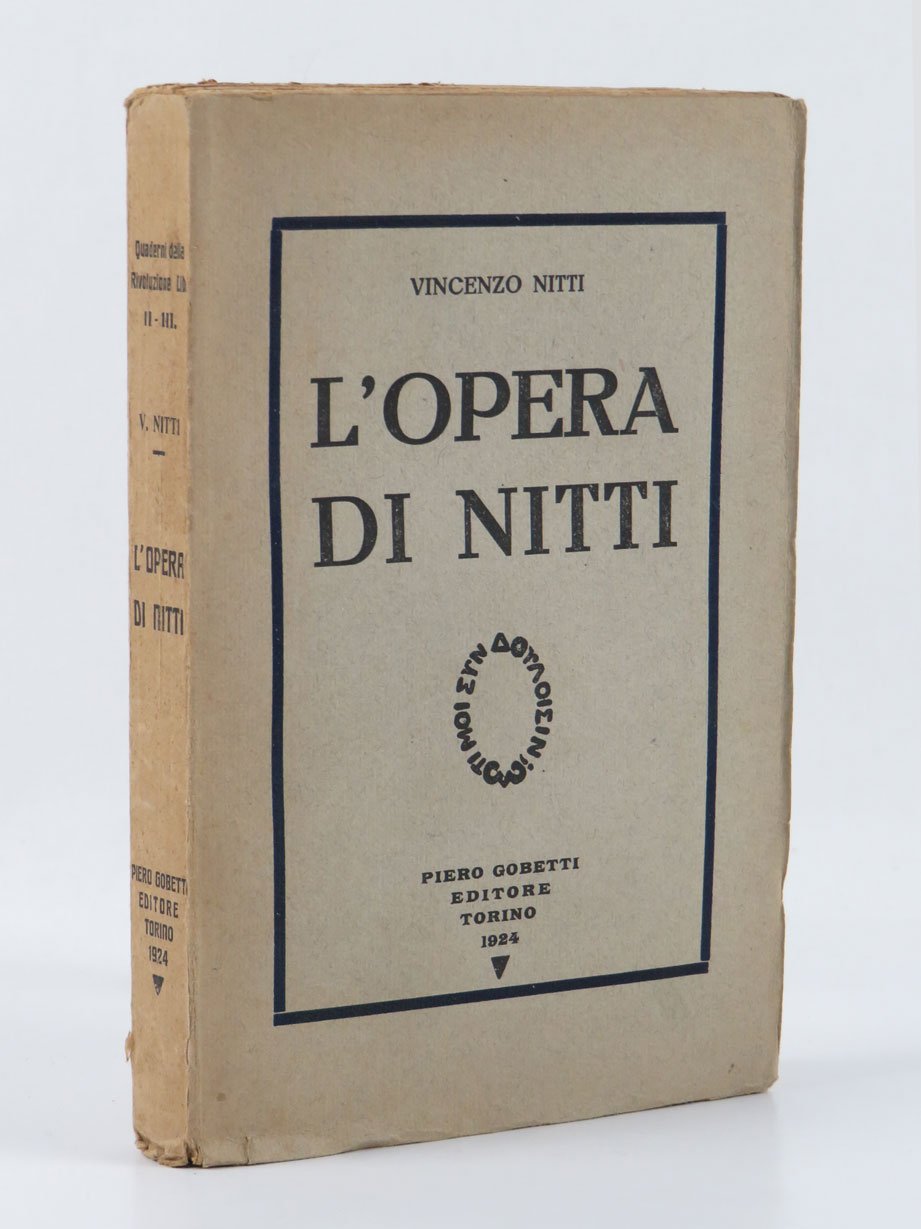 Quaderni della
Rivoluzione Lib
II - III.
V. NITTI
L'OPERA
DI NITTI
PIERO GOBETTI
EDITORE
TORINO
1924
VINCENZO NITTI
L'OPERA
DI NITTI
ΤΙ ΜΟΙ ΣΥΝ ΔΟΥΛΟΙΣΙΝ
PIERO GOBETTI
EDITORE
TORINO
1924